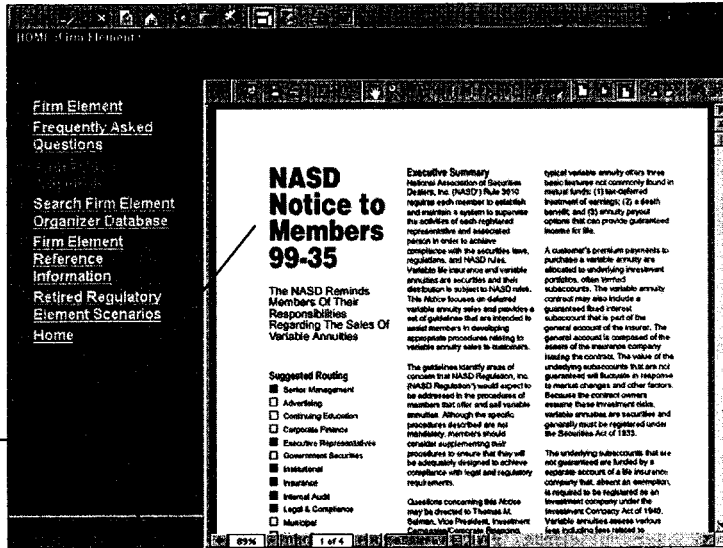 HOME :Firm Element :
Firm Element
Frequently Asked
Questions
Search Firm Element
Organizer Database
Firm Element
Reference
Information
Retired Regulatory
Element Scenarios
Home
NASD
Notice to
Members
99-35
The NASD Reminds
Members Of Their
Responsibilities
Regarding The Sales Of
Variable Annuities
Suggested Routing
Senior Management
Advertising
Continuing Education
Corporate Finance
Executive Representatives
Government Securities
Institutional
Insurance
Internal Audit
Legal & Compliance
Municipal
Executive Summary
National Association of Securities
Dealers, Inc. (NASD®) Rule 3010
requires each member to establish
and maintain a system to supervise
the activities of each registered
representative and associated
person in order to achieve
compliance with the securities laws,
regulations, and NASD rules.
Variable life insurance and variable
annuities are securities and their
distribution is subject to NASD rules.
This Notice focuses on deferred
variable annuity sales and provides a
set of guidelines that are intended to
assist members in developing
appropriate procedures relating to
variable annuity sales to customers.
The guidelines identify areas of
concern that NASD Regulation, Inc.
(NASD Regulation℠) would expect to
be addressed in the procedures of
members that offer and sell variable
annuities. Although the specific
procedures described are not
mandatory, members should
consider supplementing their
procedures to ensure that they will
be adequately designed to achieve
compliance with legal and regulatory
requirements.
Questions concerning this Notice
may be directed to Thomas M.
Selman, Vice President, Investment
Companies/Corporate Financing,
typical variable annuity offers three
basic features not commonly found in
mutual funds: (1) tax-deferred
treatment of earnings; (2) a death
benefit; and (3) annuity payout
options that can provide guaranteed
income for life.
A customer's premium payments to
purchase a variable annuity are
allocated to underlying investment
portfolios, often termed
subaccounts. The variable annuity
contract may also include a
guaranteed fixed interest
subaccount that is part of the
general account of the insurer. The
general account is composed of the
assets of the insurance company
issuing the contract. The value of the
underlying subaccounts that are not
guaranteed will fluctuate in response
to market changes and other factors.
Because the contract owners
assume these investment risks,
variable annuities are securities and
generally must be registered under
the Securities Act of 1933.
The underlying subaccounts that are
not guaranteed are funded by a
separate account of a life insurance
company that, absent an exemption,
is required to be registered as an
investment company under the
Investment Company Act of 1940.
Variable annuities assess various
fees including fees related to
89%
1 of 4